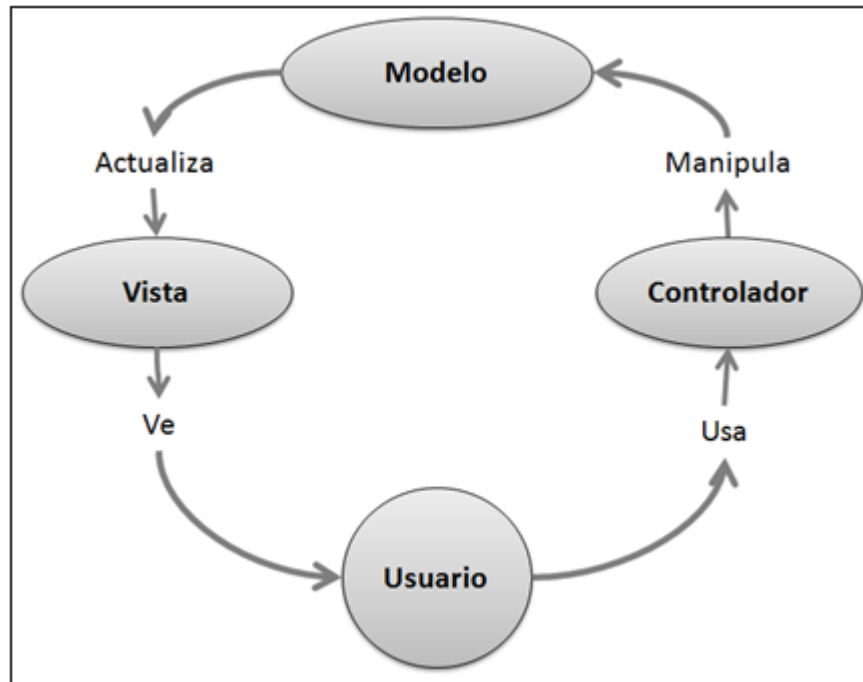 Modelo
Actualiza
Manipula
Vista
Controlador
Ve
Usa
Usuario